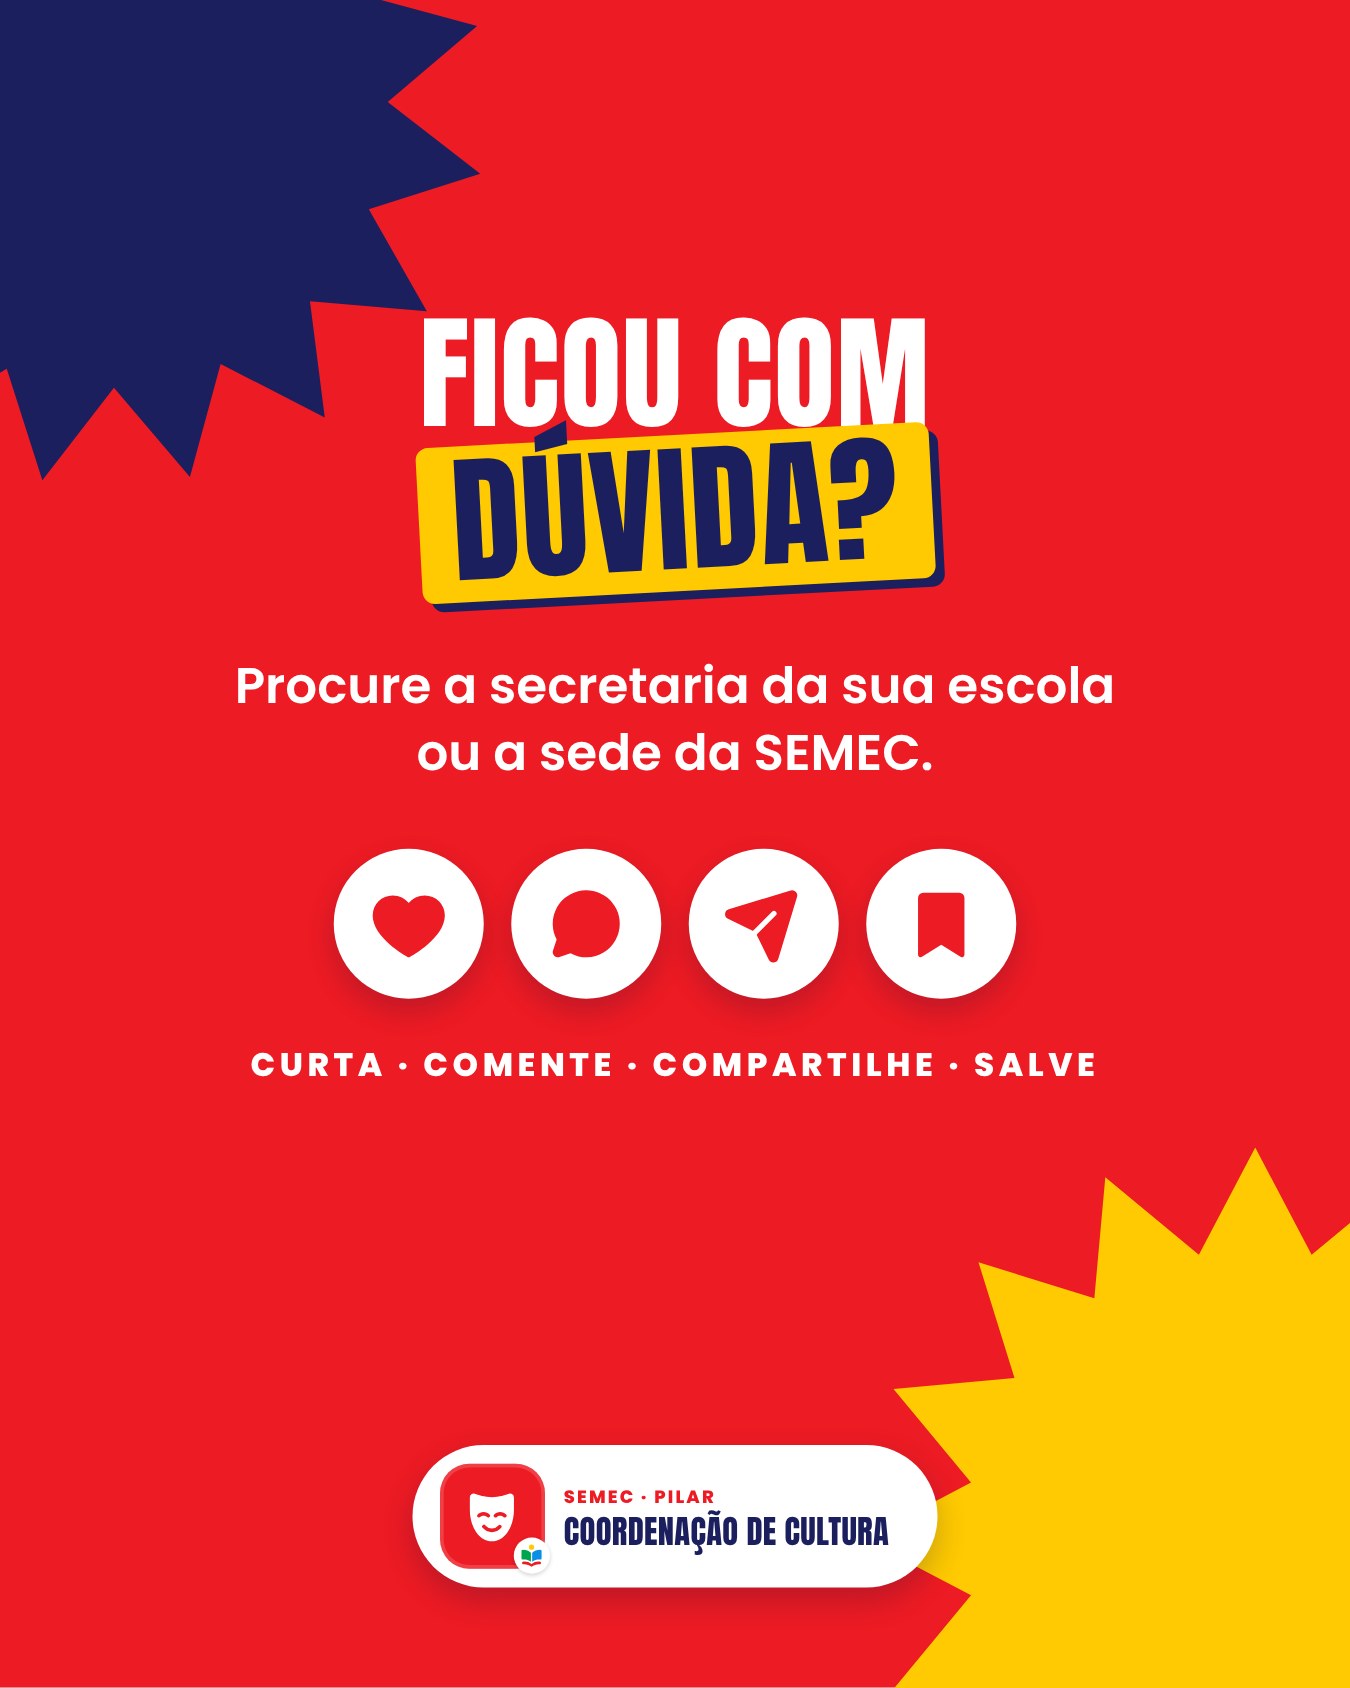 FICOU COM
DÚVIDA?
Procure a secretaria da sua escola
ou a sede da SEMEC.
CURTA · COMENTE · COMPARTILHE · SALVE
SEMEC · PILAR
COORDENAÇÃO DE CULTURA